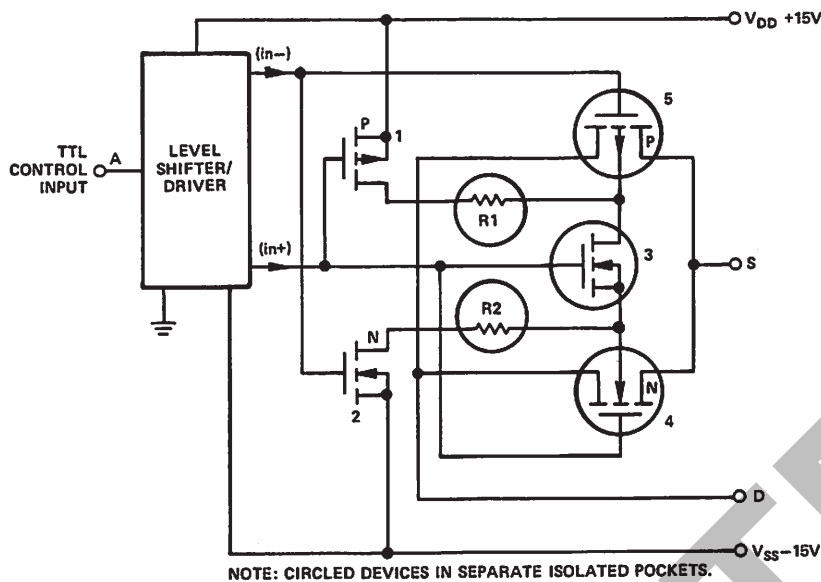 V_DD +15V
(in–)
5
P
1
P
TTL
CONTROL
INPUT
A
LEVEL
SHIFTER/
DRIVER
R1
(in+)
3
S
R2
N
2
N
4
D
V_SS –15V
NOTE: CIRCLED DEVICES IN SEPARATE ISOLATED POCKETS.